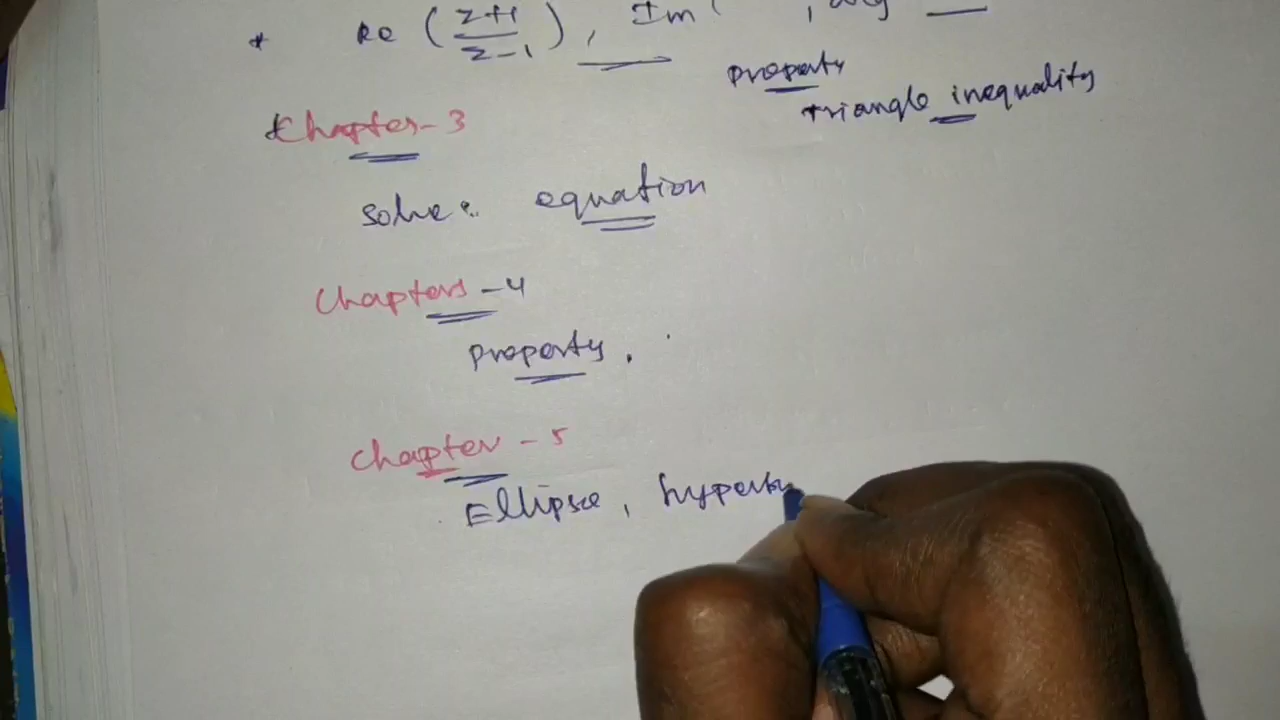 * Re (z+1/z-1), Im
property
triangle inequality
Chapter-3
solve equation
Chapters-4
property.
Chapter-5
Ellipse, hyperb